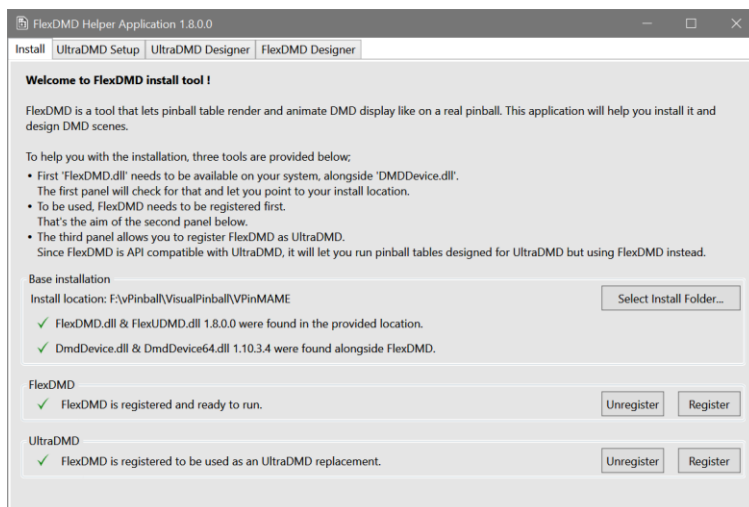 FlexDMD Helper Application 1.8.0.0
Install UltraDMD Setup UltraDMD Designer FlexDMD Designer
Welcome to FlexDMD install tool !
FlexDMD is a tool that lets pinball table render and animate DMD display like on a real pinball. This application will help you install it and
design DMD scenes.
To help you with the installation, three tools are provided below;
• First 'FlexDMD.dll' needs to be available on your system, alongside 'DMDDevice.dll'.
The first panel will check for that and let you point to your install location.
• To be used, FlexDMD needs to be registered first.
That's the aim of the second panel below.
• The third panel allows you to register FlexDMD as UltraDMD.
Since FlexDMD is API compatible with UltraDMD, it will let you run pinball tables designed for UltraDMD but using FlexDMD instead.
Base installation
Install location: F:\vPinball\VisualPinball\VPinMAME Select Install Folder...
✓ FlexDMD.dll & FlexUDMD.dll 1.8.0.0 were found in the provided location.
✓ DmdDevice.dll & DmdDevice64.dll 1.10.3.4 were found alongside FlexDMD.
FlexDMD
✓ FlexDMD is registered and ready to run. Unregister Register
UltraDMD
✓ FlexDMD is registered to be used as an UltraDMD replacement. Unregister Register